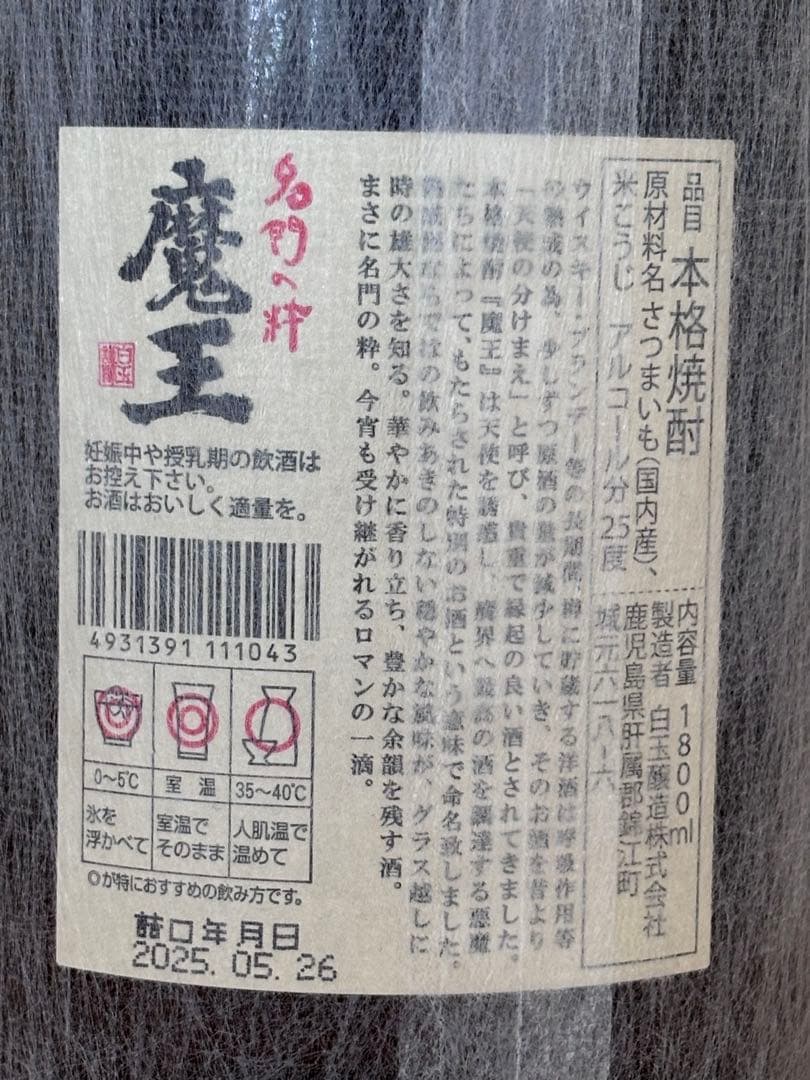 品目 本格焼酎
原材料名 さつまいも(国内産)、
米こうじ アルコール分 25度
内容量 1800ml
製造者 白玉醸造株式会社
鹿児島県肝属郡錦江町
城元六一八ー六
ウイスキー・ブランデー等の長期間、樽に貯蔵する洋酒は呼吸作用等
の熟成の為、少しずつ原酒の量が減少していき、そのお酒を昔より
「天使の分けまえ」と呼び、貴重で縁起の良い酒とされてきました。
本格焼酎『魔王』は天使を誘惑し、魔界へ最高の酒を調達する悪魔
たちによって、もたらされた特別のお酒という意味で命名致しました。
ならではの飲みあきのしない穏やかな風味が、グラス越しに
時の雄大さを知る。華やかに香り立ち、豊かな余韻を残す酒。
まさに名門の粋。今宵も受け継がれるロマンの一滴。
名門の粋
魔王
妊娠中や授乳期の飲酒は
お控え下さい。
お酒はおいしく適量を。
4931391 111043
0～5℃ 室温 35～40℃
氷を
浮かべて
室温で
そのまま
人肌温で
温めて
◎が特におすすめの飲み方です。
詰口年月日
2025. 05. 26